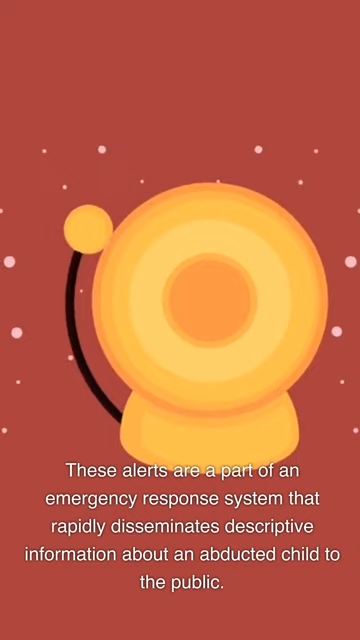 These alerts are a part of an
emergency response system that
rapidly disseminates descriptive
information about an abducted child to
the public.